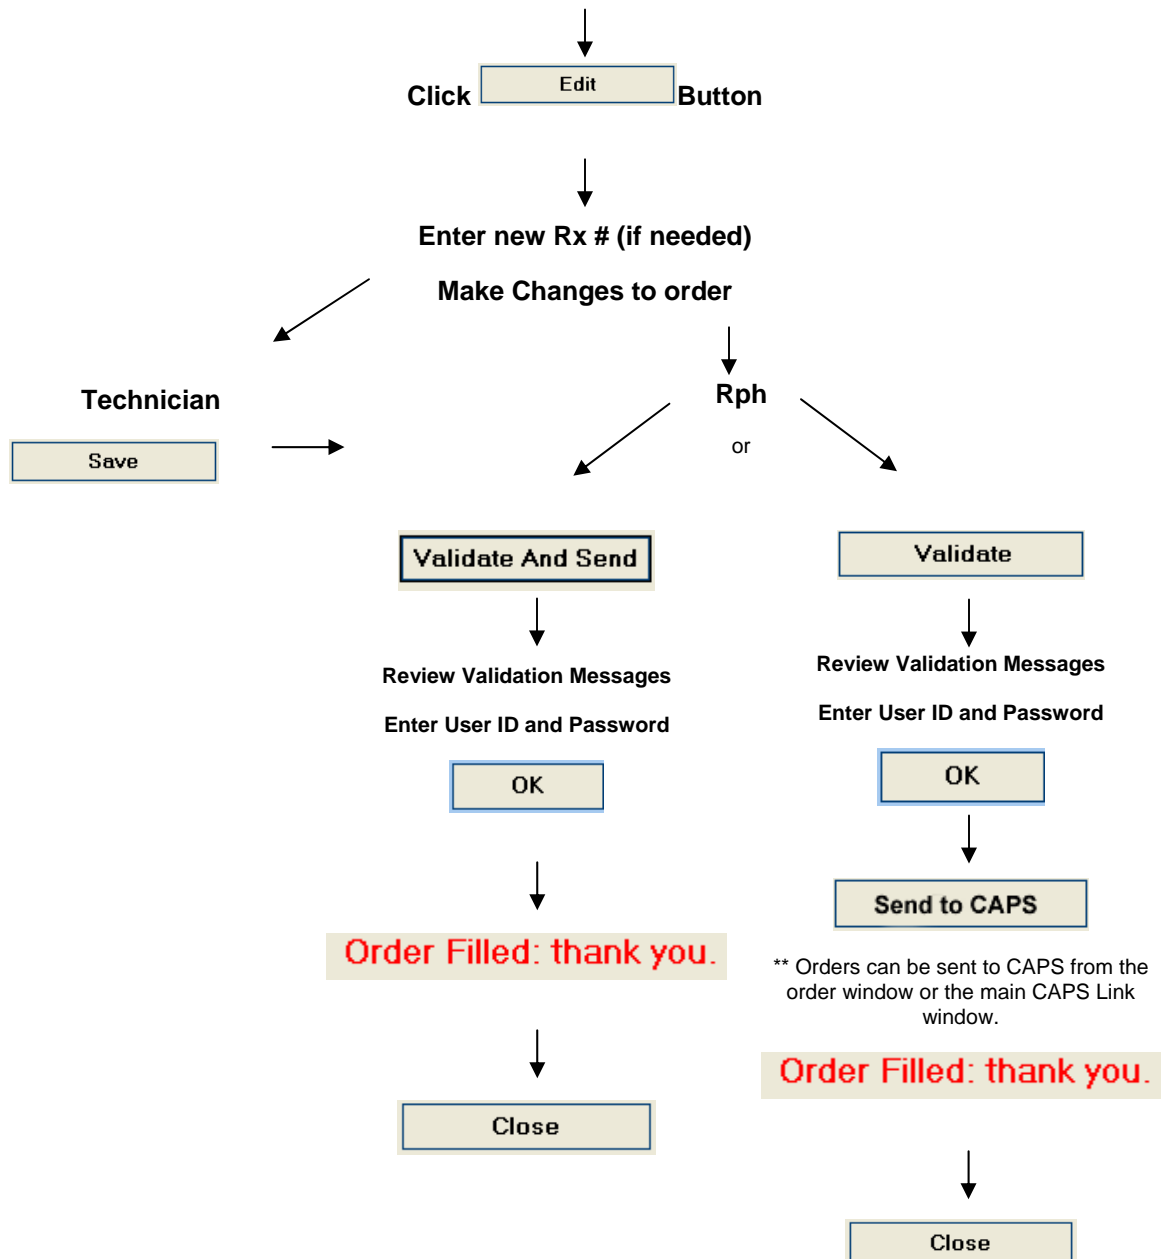 Click Edit Button
Enter new Rx # (if needed)
Make Changes to order
Technician
Save
Rph
or
Validate And Send
Review Validation Messages
Enter User ID and Password
OK
Order Filled: thank you.
Close
Validate
Review Validation Messages
Enter User ID and Password
OK
Send to CAPS
** Orders can be sent to CAPS from the
order window or the main CAPS Link
window.
Order Filled: thank you.
Close